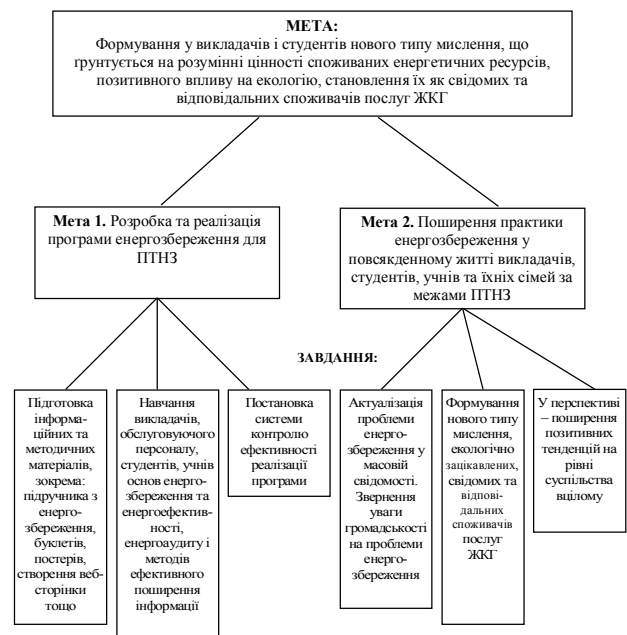 МЕТА:
Формування у викладачів і студентів нового типу мислення, що
ґрунтується на розумінні цінності споживаних енергетичних ресурсів,
позитивного впливу на екологію, становлення їх як свідомих та
відповідальних споживачів послуг ЖКГ
Мета 1. Розробка та реалізація
програми енергозбереження для
ПТНЗ
Мета 2. Поширення практики
енергозбереження у
повсякденному житті викладачів,
студентів, учнів та їхніх сімей за
межами ПТНЗ
ЗАВДАННЯ:
Підготовка
інформа-
ційних та
методичних
матеріалів,
зокрема:
підручника з
енерго-
збереження,
буклетів,
постерів,
створення веб-
сторінки
тощо
Навчання
викладачів,
обслуговуючого
персоналу,
студентів, учнів
основ енерго-
збереження та
енергоефектив-
ності,
енергоаудиту і
методів
ефективного
поширення
інформації
Постановка
системи
контролю
ефективності
реалізації
програми
Актуалізація
проблеми
енерго-
збереження у
масовій
свідомості.
Звернення
уваги
громадськості
на проблеми
енерго-
збереження
Формування
нового типу
мислення,
екологічно
зацікавлених,
свідомих та
відпові-
дальних
споживачів
послуг
ЖКГ
У перспективі
– поширення
позитивних
тенденцій на
рівні
суспільства
вцілому